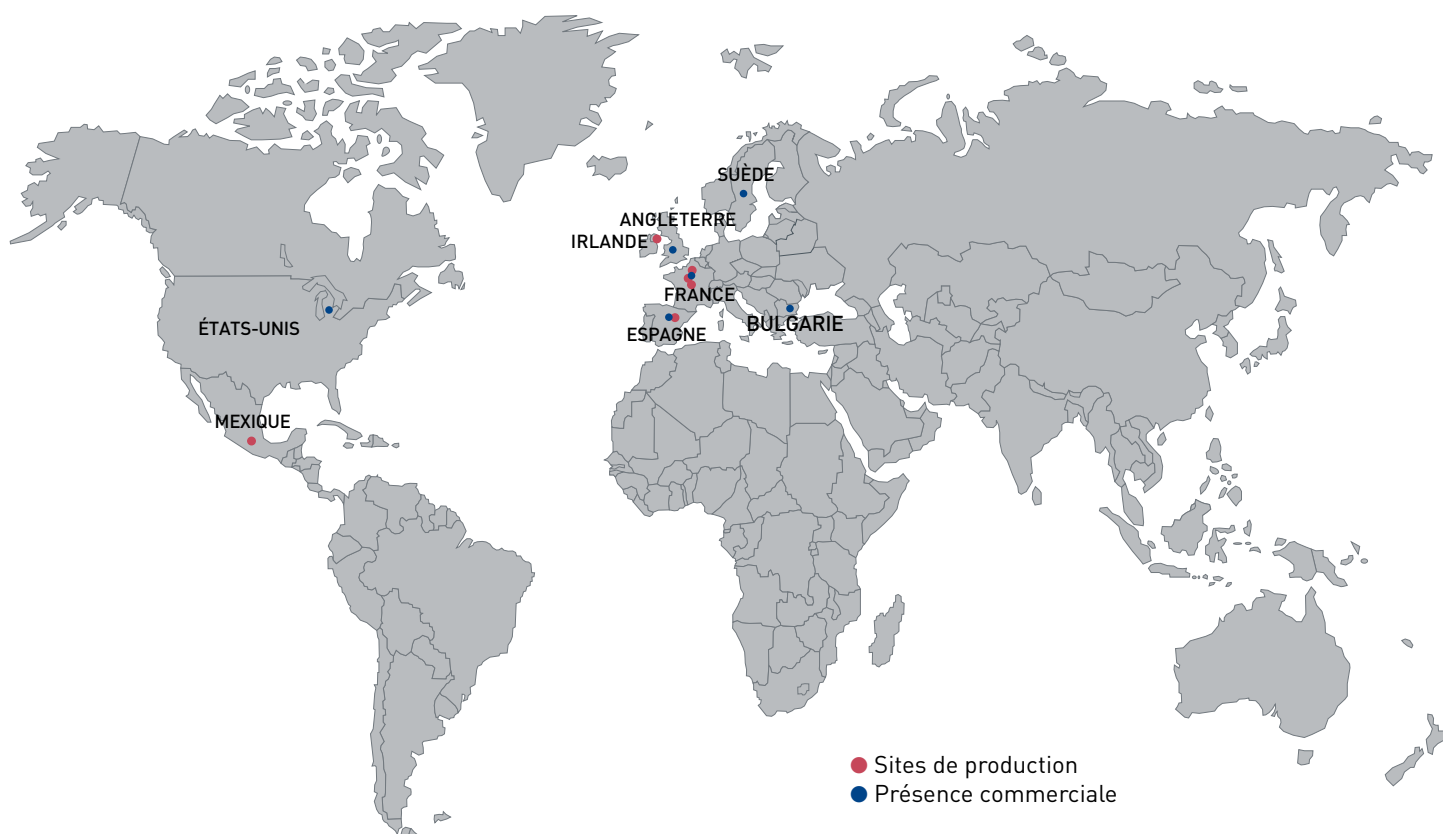 SUÈDE
ANGLETERRE
IRLANDE
FRANCE
ÉTATS-UNIS
BULGARIE
ESPAGNE
MEXIQUE
Sites de production
Présence commerciale